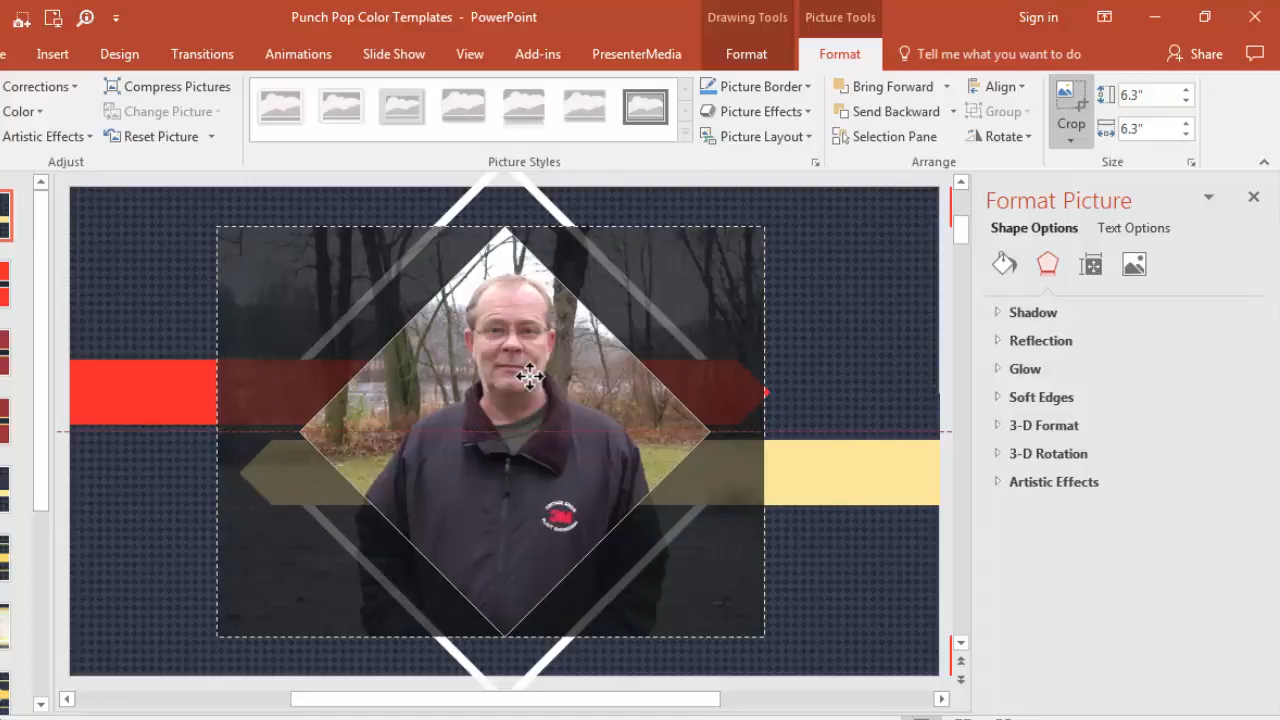 Punch Pop Color Templates - PowerPoint
Drawing Tools
Picture Tools
Sign in
Insert
Design
Transitions
Animations
Slide Show
View
Add-ins
PresenterMedia
Format
Format
Tell me what you want to do
Share
Corrections
Compress Pictures
Picture Border
Bring Forward
Align
6.3"
Color
Change Picture
Picture Effects
Send Backward
Group
Crop
6.3"
Artistic Effects
Reset Picture
Picture Layout
Selection Pane
Rotate
Adjust
Picture Styles
Arrange
Size
Format Picture
Shape Options
Text Options
Shadow
Reflection
Glow
Soft Edges
3-D Format
3-D Rotation
Artistic Effects
3M